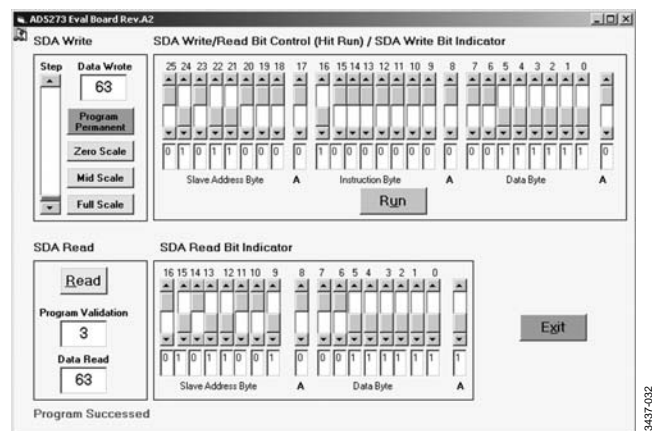 AD5273 Eval Board Rev.A2
SDA Write
SDA Write/Read Bit Control (Hit Run) / SDA Write Bit Indicator
Step
Data Wrote
63
Program Permanent
Zero Scale
Mid Scale
Full Scale
25 24 23 22 21 20 19 18 17 16 15 14 13 12 11 10 9 8 7 6 5 4 3 2 1 0
0 1 0 1 1 0 0 0 0 1 0 0 0 0 0 0 0 0 0 0 1 1 1 1 1 1 0
Slave Address Byte A Instruction Byte A Data Byte A
Run
SDA Read
SDA Read Bit Indicator
Read
Program Validation
3
Data Read
63
16 15 14 13 12 11 10 9 8 7 6 5 4 3 2 1 0
0 1 0 1 1 0 0 1 0 0 0 1 1 1 1 1 1 1
Slave Address Byte A Data Byte A
Exit
Program Successed
3437-032